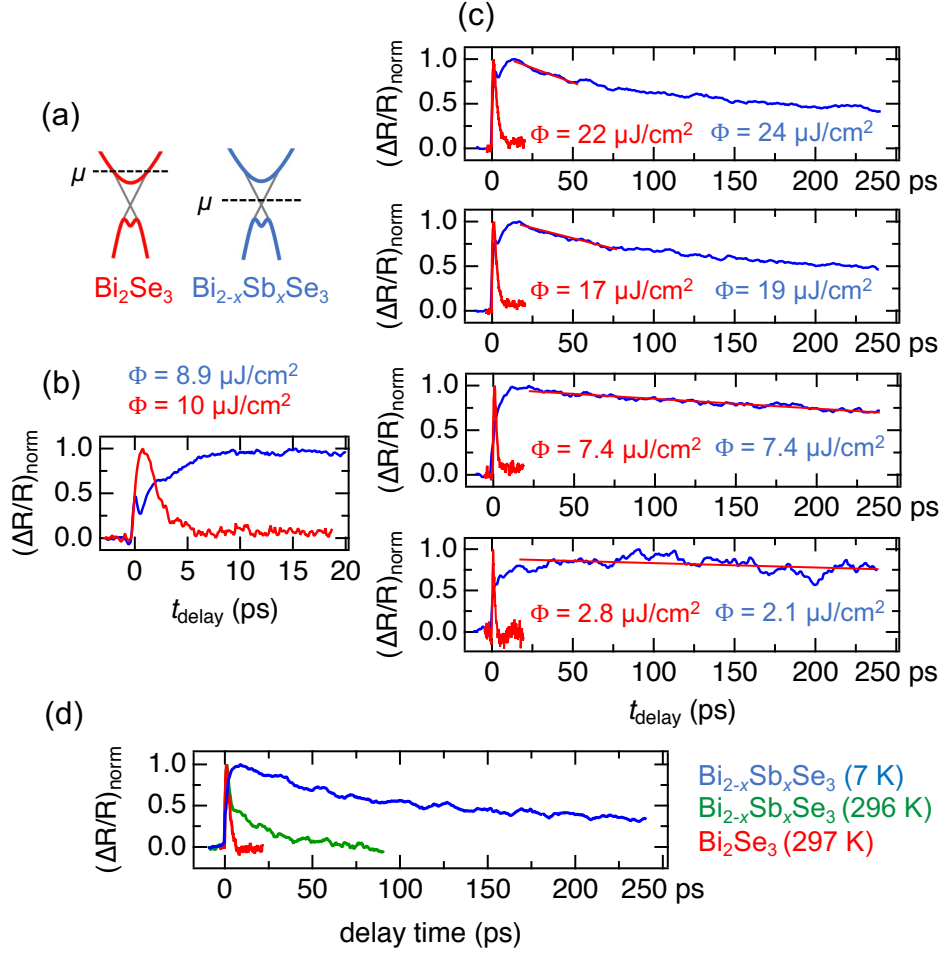 (a)
μ
μ
Bi₂Se₃
Bi₂₋ₓSbₓSe₃
(b)
Φ = 8.9 μJ/cm²
Φ = 10 μJ/cm²
(ΔR/R)norm
1.0
0.5
0.0
0 5 10 15 20
t_delay (ps)
(c)
(ΔR/R)norm
1.0
0.5
0.0
Φ = 22 μJ/cm² Φ = 24 μJ/cm²
0 50 100 150 200 250 ps
(ΔR/R)norm
1.0
0.5
0.0
Φ = 17 μJ/cm² Φ= 19 μJ/cm²
0 50 100 150 200 250 ps
(ΔR/R)norm
1.0
0.5
0.0
Φ = 7.4 μJ/cm² Φ = 7.4 μJ/cm²
0 50 100 150 200 250 ps
(ΔR/R)norm
1.0
0.5
0.0
Φ = 2.8 μJ/cm² Φ = 2.1 μJ/cm²
0 50 100 150 200 250 ps
t_delay (ps)
(d)
(ΔR/R)norm
1.0
0.5
0.0
0 50 100 150 200 250 ps
delay time (ps)
Bi₂₋ₓSbₓSe₃ (7 K)
Bi₂₋ₓSbₓSe₃ (296 K)
Bi₂Se₃ (297 K)